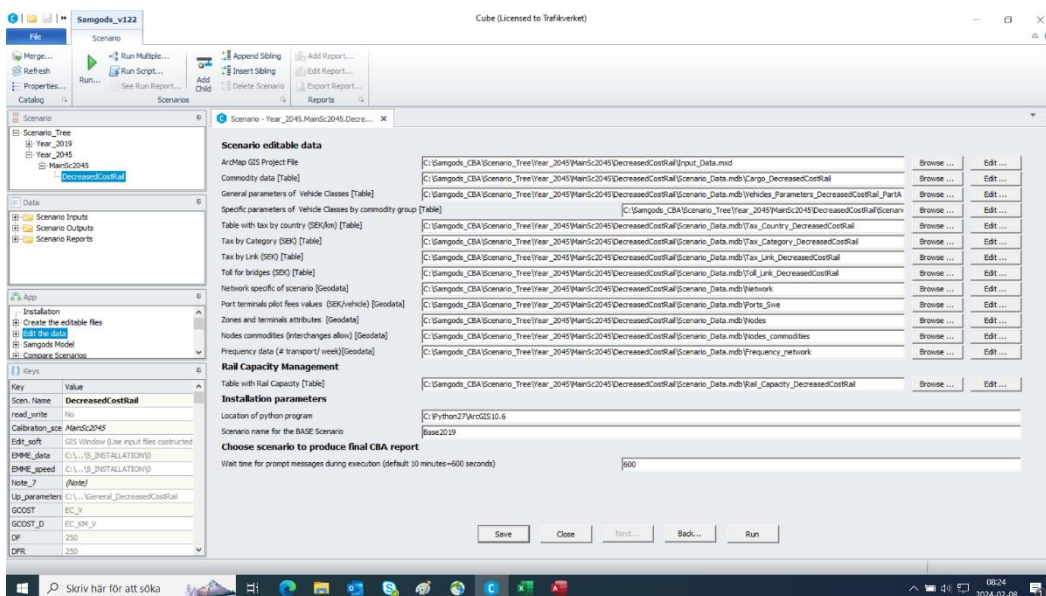 Samgods_v122
Cube (Licensed to Trafikverket)
File
Scenario
Merge...
Refresh
Properties...
Catalog
Run...
Run Multiple...
Run Script...
See Run Report...
Scenarios
Add Child
Append Sibling
Insert Sibling
Delete Scenario
Add Report...
Edit Report...
Export Report...
Reports
Scenario
Scenario_Tree
Year_2019
Year_2045
MainSc2045
DecreasedCostRail
Data
Scenario Inputs
Scenario Outputs
Scenario Reports
App
Installation
Create the editable files
Edit the data
Samgods Model
Compare Scenarios
Keys
Key Value
Scen. Name DecreasedCostRail
read_write No
Calibration_sce MainSc2045
Edit_soft GIS Window (Use input files costructed
EMME_data C:\...\5_INSTALLATION\0
EMME_speed C:\...\5_INSTALLATION\0
Note_7 (Note)
Up_parameters C:\...\General_DecreasedCostRail
GCOST EC_V
GCOST_D EC_KM_V
DF 250
DFR 250
Scenario - Year_2045.MainSc2045.Decre...
Scenario editable data
ArcMap GIS Project File C:\Samgods_CBA\Scenario_Tree\Year_2045\MainSc2045\DecreasedCostRail\Input_Data.mxd Browse ... Edit ...
Commodity data [Table] C:\Samgods_CBA\Scenario_Tree\Year_2045\MainSc2045\DecreasedCostRail\Scenario_Data.mdb\Cargo_DecreasedCostRail Browse ... Edit ...
General parameters of Vehicle Classes [Table] C:\Samgods_CBA\Scenario_Tree\Year_2045\MainSc2045\DecreasedCostRail\Scenario_Data.mdb\Vehicles_Parameters_DecreasedCostRail_PartA Browse ... Edit ...
Specific parameters of Vehicle Classes by commodity group [Table] C:\Samgods_CBA\Scenario_Tree\Year_2045\MainSc2045\DecreasedCostRail\Scenari Browse ... Edit ...
Table with tax by country (SEK/km) [Table] C:\Samgods_CBA\Scenario_Tree\Year_2045\MainSc2045\DecreasedCostRail\Scenario_Data.mdb\Tax_Country_DecreasedCostRail Browse ... Edit ...
Tax by Category (SEK) [Table] C:\Samgods_CBA\Scenario_Tree\Year_2045\MainSc2045\DecreasedCostRail\Scenario_Data.mdb\Tax_Category_DecreasedCostRail Browse ... Edit ...
Tax by Link (SEK) [Table] C:\Samgods_CBA\Scenario_Tree\Year_2045\MainSc2045\DecreasedCostRail\Scenario_Data.mdb\Tax_Link_DecreasedCostRail Browse ... Edit ...
Toll for bridges (SEK) [Table] C:\Samgods_CBA\Scenario_Tree\Year_2045\MainSc2045\DecreasedCostRail\Scenario_Data.mdb\Toll_Link_DecreasedCostRail Browse ... Edit ...
Network specific of scenario [Geodata] C:\Samgods_CBA\Scenario_Tree\Year_2045\MainSc2045\DecreasedCostRail\Scenario_Data.mdb\Network Browse ... Edit ...
Port terminals pilot fees values (SEK/vehicle) [Geodata] C:\Samgods_CBA\Scenario_Tree\Year_2045\MainSc2045\DecreasedCostRail\Scenario_Data.mdb\Ports_Swe Browse ... Edit ...
Zones and terminals attributes [Geodata] C:\Samgods_CBA\Scenario_Tree\Year_2045\MainSc2045\DecreasedCostRail\Scenario_Data.mdb\Nodes Browse ... Edit ...
Nodes commodities (interchanges allow) [Geodata] C:\Samgods_CBA\Scenario_Tree\Year_2045\MainSc2045\DecreasedCostRail\Scenario_Data.mdb\Nodes_commodities Browse ... Edit ...
Frequency data (# transport/ week)[Geodata] C:\Samgods_CBA\Scenario_Tree\Year_2045\MainSc2045\DecreasedCostRail\Scenario_Data.mdb\Frequency_network Browse ... Edit ...
Rail Capacity Management
Table with Rail Capacity [Table] C:\Samgods_CBA\Scenario_Tree\Year_2045\MainSc2045\DecreasedCostRail\Scenario_Data.mdb\Rail_Capacity_DecreasedCostRail Browse ... Edit ...
Installation parameters
Location of python program C:\Python27\ArcGIS10.6
Scenario name for the BASE Scenario Base2019
Choose scenario to produce final CBA report
Wait time for prompt messages during execution (default 10 minutes=600 seconds) 600
Save Close Next... Back... Run
Skriv här för att söka
08:24
2024-02-08